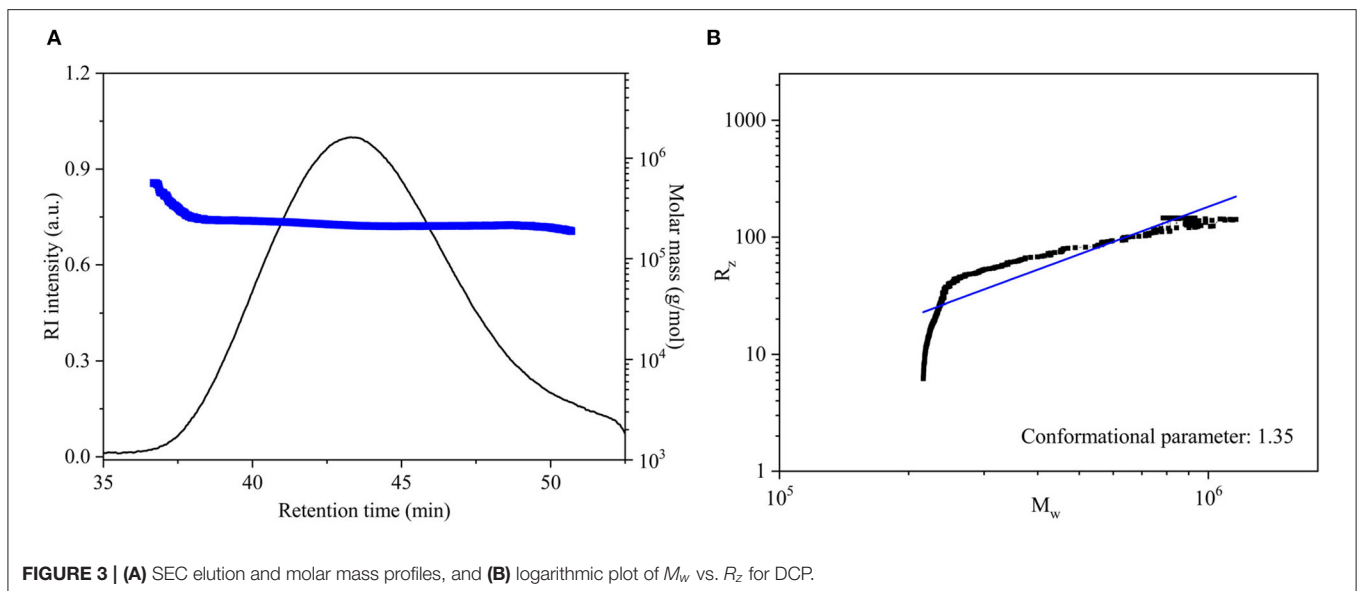 A
1.2
0.9
0.6
0.3
0.0
RI intensity (a.u.)
35
40
45
50
Retention time (min)
10⁶
10⁵
10⁴
10³
Molar mass (g/mol)
B
1000
100
10
1
R_z
10⁵
10⁶
M_w
Conformational parameter: 1.35
FIGURE 3 | (A) SEC elution and molar mass profiles, and (B) logarithmic plot of M_w vs. R_z for DCP.